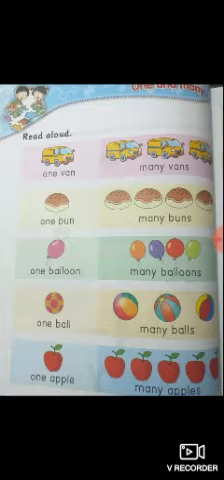 One and many
Read aloud.
one van
many vans
one bun
many buns
one balloon
many balloons
one ball
many balls
one apple
many apples
V RECORDER